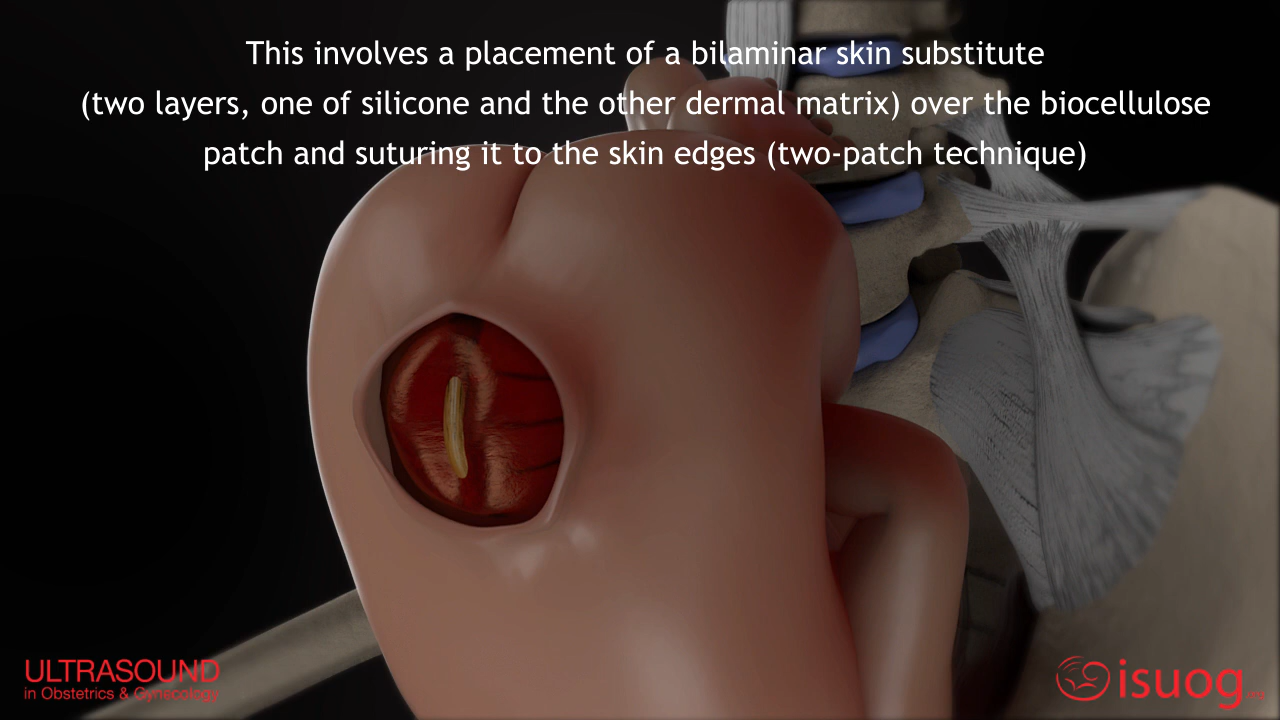 This involves a placement of a bilaminar skin substitute
(two layers, one of silicone and the other dermal matrix) over the biocellulose
patch and suturing it to the skin edges (two-patch technique)
ULTRASOUND
in Obstetrics & Gynecology
isuog